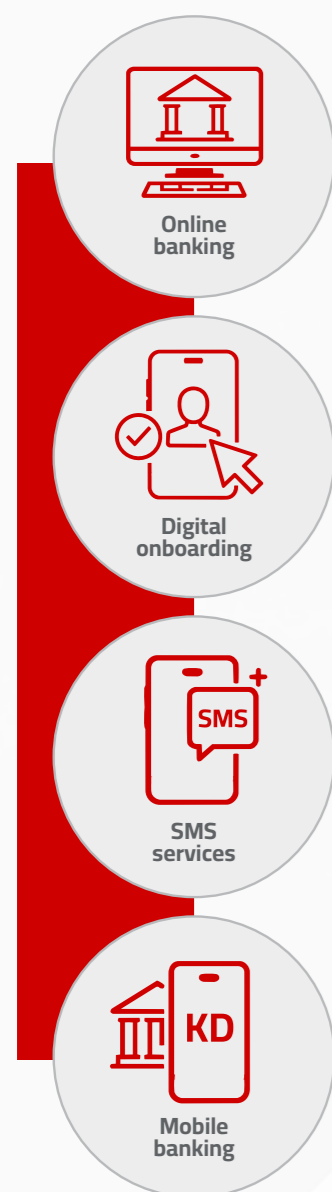 Online
banking
Digital
onboarding
SMS
SMS
services
KD
Mobile
banking